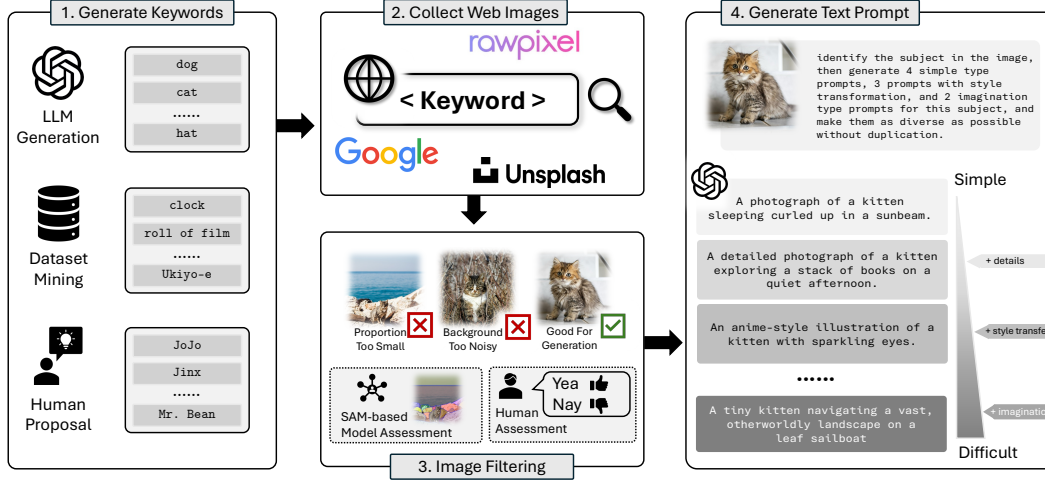 1. Generate Keywords
LLM
Generation
dog
cat
......
hat
Dataset
Mining
clock
roll of film
......
Ukiyo-e
Human
Proposal
JoJo
Jinx
......
Mr. Bean
2. Collect Web Images
rawpixel
< Keyword >
Google
Unsplash
Proportion
Too Small
Background
Too Noisy
Good For
Generation
SAM-based
Model Assessment
Human
Assessment
Yea
Nay
3. Image Filtering
4. Generate Text Prompt
identify the subject in the image,
then generate 4 simple type
prompts, 3 prompts with style
transformation, and 2 imagination
type prompts for this subject, and
make them as diverse as possible
without duplication.
Simple
A photograph of a kitten
sleeping curled up in a sunbeam.
A detailed photograph of a kitten
exploring a stack of books on a
quiet afternoon.
+ details
An anime-style illustration of a
kitten with sparkling eyes.
+ style transfe
......
A tiny kitten navigating a vast,
otherworldly landscape on a
leaf sailboat
+ imaginatio
Difficult